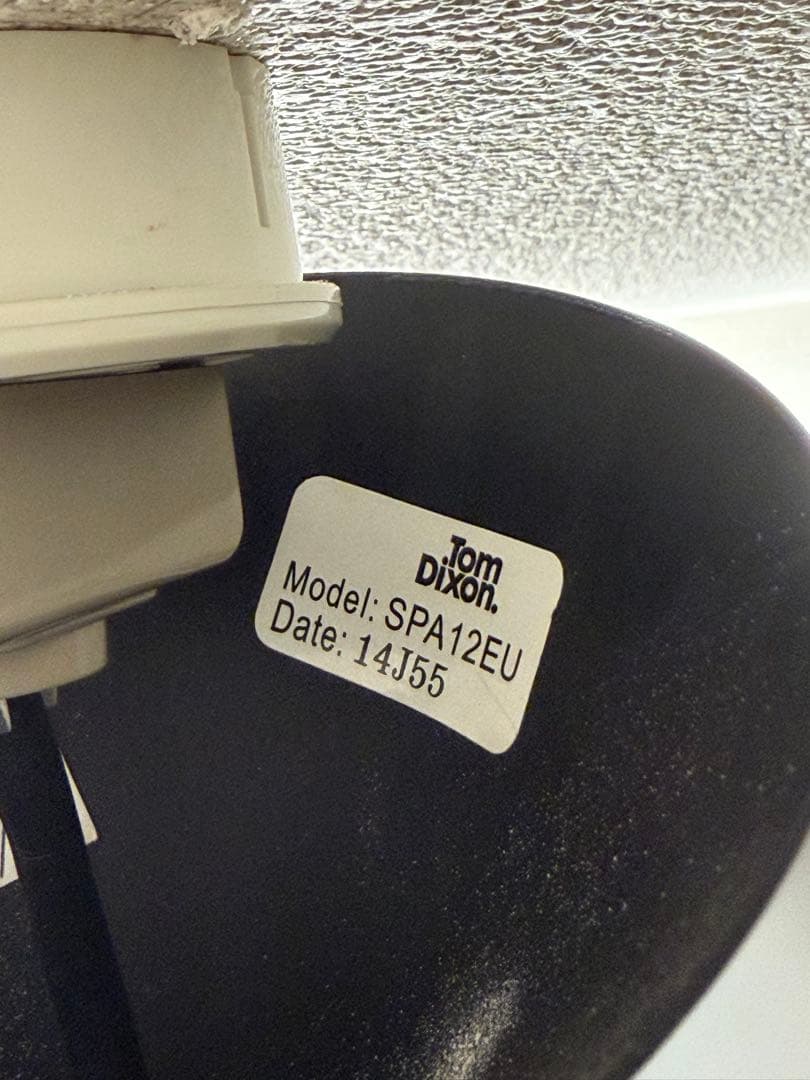 Tom
Dixon.
Model: SPA12EU
Date: 14J55